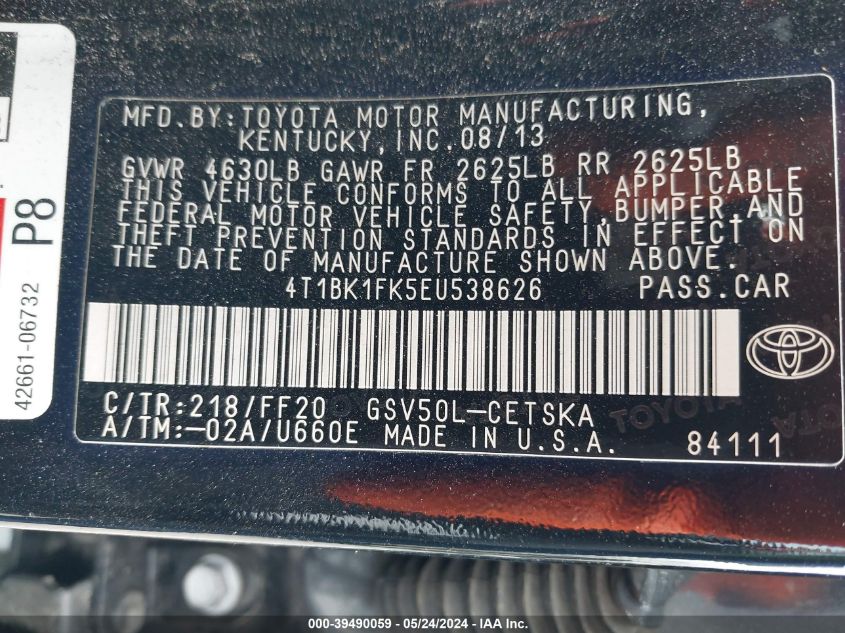 MFD. BY: TOYOTA MOTOR MANUFACTURING,
KENTUCKY, INC. 08/13
GVWR 4630LB GAWR FR 2625LB RR 2625LB
THIS VEHICLE CONFORMS TO ALL APPLICABLE
FEDERAL MOTOR VEHICLE SAFETY, BUMPER, AND
THEFT PREVENTION STANDARDS IN EFFECT ON
THE DATE OF MANUFACTURE SHOWN ABOVE.
4T1BK1FK5EU538626 PASS. CAR
C/TR: 218/FF20 GSV50L-CETSKA
A/TM: -02A/U660E MADE IN U.S.A. 84111
TOYOTA
P8
42661-06732
000-39490059 - 05/24/2024 - IAA Inc.